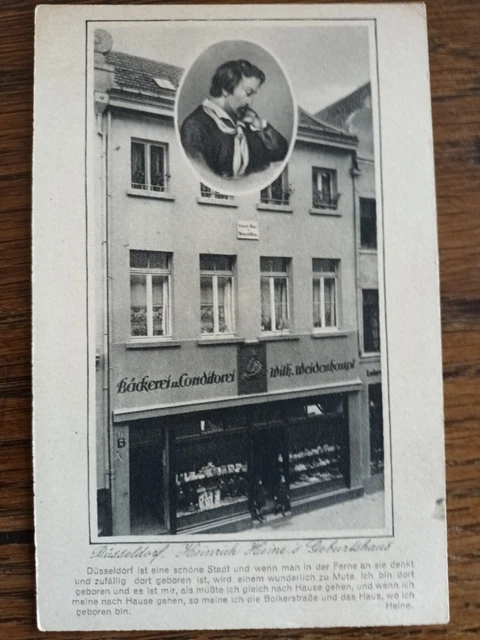 Bäckerei u. Conditorei Wilh. Weidenhaupt
Düsseldorf, Heinrich Heine's Geburtshaus
Düsseldorf ist eine schöne Stadt und wenn man in der Ferne an sie denkt
und zufällig dort geboren ist, wird einem wunderlich zu Mute. Ich bin dort
geboren und es ist mir, als müßte ich gleich nach Hause gehen, und wenn ich
meine nach Hause gehen, so meine ich die Bolkerstraße und das Haus, wo ich
geboren bin. Heine.